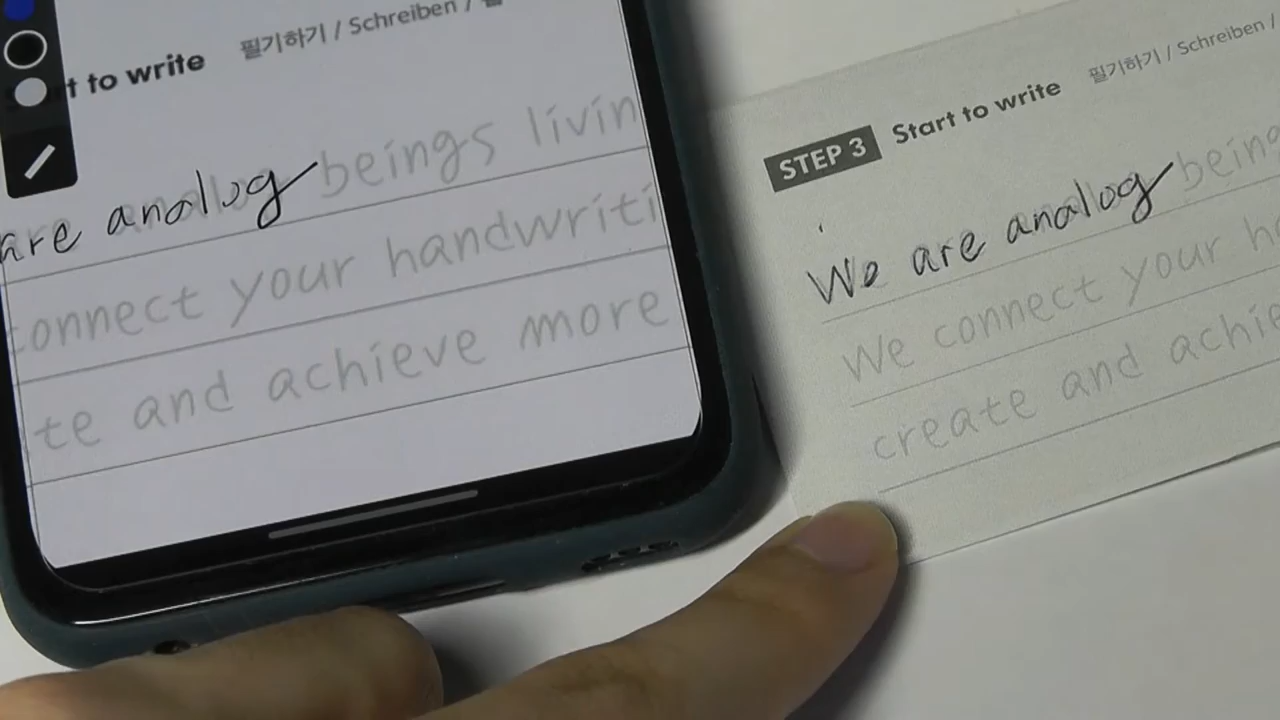 필기하기 / Schreiben /
t to write
are analog beings livin
connect your handwriti
te and achieve more
필기하기 / Schreiben /
STEP 3 Start to write
We are analog being
We connect your h
create and achie